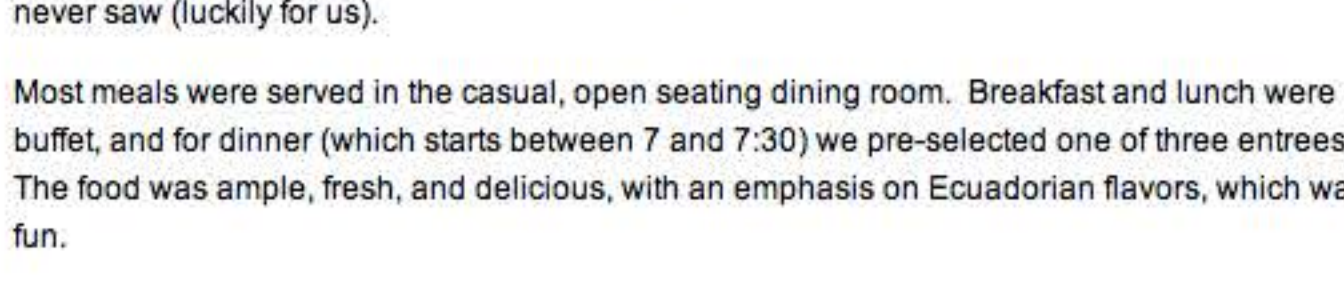 never saw (luckily for us).
Most meals were served in the casual, open seating dining room. Breakfast and lunch were
buffet, and for dinner (which starts between 7 and 7:30) we pre-selected one of three entrees
The food was ample, fresh, and delicious, with an emphasis on Ecuadorian flavors, which
fun.